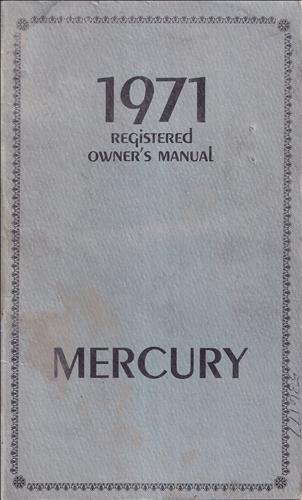 1971
REGISTERED
OWNER'S MANUAL
MERCURY